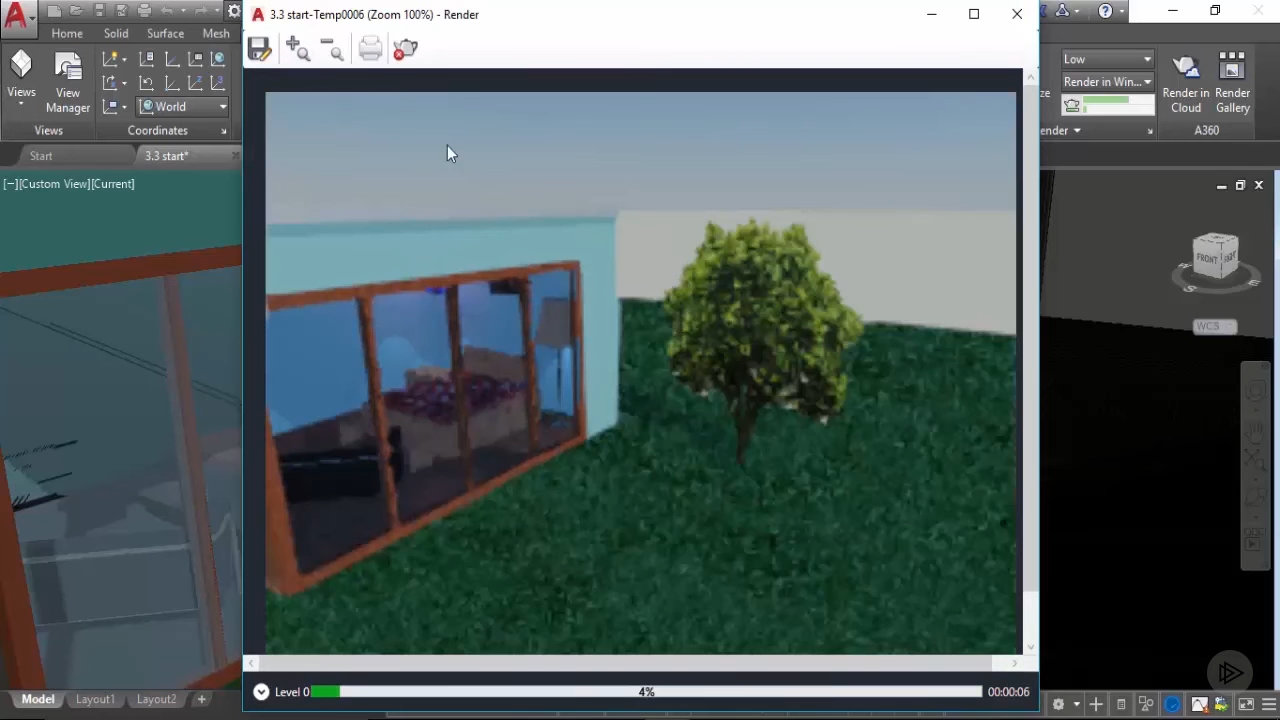 3.3 start-Temp0006 (Zoom 100%) - Render
Home
Solid
Surface
Mesh
Views
View Manager
World
Views
Coordinates
Low
Render in Win...
Render in Cloud
Render Gallery
A360
Start
3.3 start*
[−][Custom View][Current]
FRONT
WCS
Level 0
4%
00:00:06
Model
Layout1
Layout2